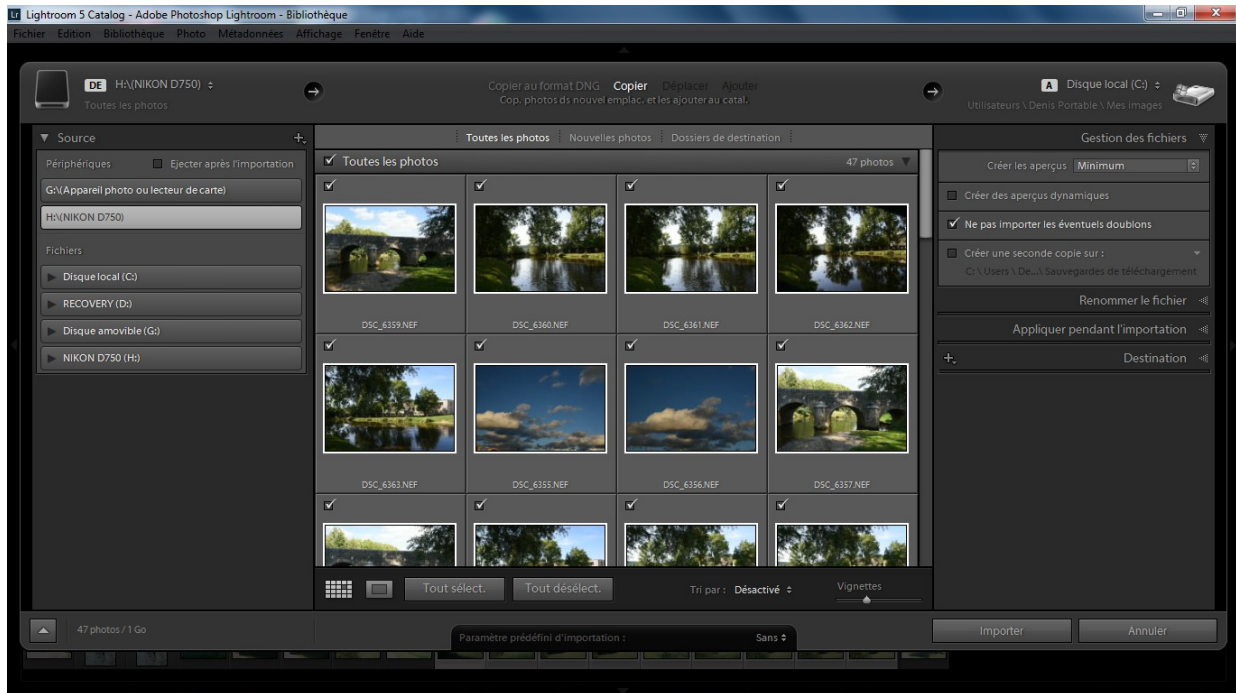 Lightroom 5 Catalog - Adobe Photoshop Lightroom - Bibliothèque
Fichier Edition Bibliothèque Photo Métadonnées Affichage Fenêtre Aide
DE H:\(NIKON D750)
Toutes les photos
Copier au format DNG Copier Déplacer Ajouter
Cop. photos ds nouvel emplac. et les ajouter au catal.
A Disque local (C:)
Utilisateurs \ Denis Portable \ Mes images
Source
Périphériques Ejecter après l'importation
G:\(Appareil photo ou lecteur de carte)
H:\(NIKON D750)
Fichiers
Disque local (C:)
RECOVERY (D:)
Disque amovible (G:)
NIKON D750 (H:)
Toutes les photos Nouvelles photos Dossiers de destination
Toutes les photos 47 photos
DSC_6359.NEF DSC_6360.NEF DSC_6361.NEF DSC_6362.NEF
DSC_6363.NEF DSC_6355.NEF DSC_6356.NEF DSC_6357.NEF
Tout sélect. Tout désélect. Tri par : Désactivé Vignettes
Gestion des fichiers
Créer les aperçus Minimum
Créer des aperçus dynamiques
Ne pas importer les éventuels doublons
Créer une seconde copie sur :
C: \ Users \ De...\ Sauvegardes de téléchargement
Renommer le fichier
Appliquer pendant l'importation
Destination
47 photos / 1 Go
Paramètre prédéfini d'importation : Sans
Importer Annuler